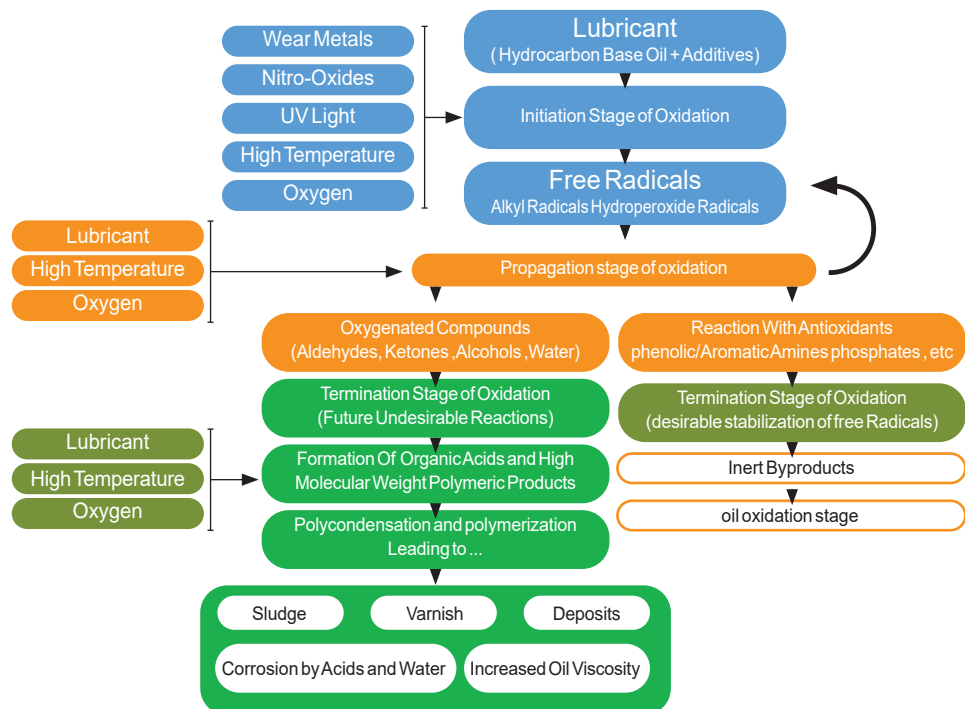 Wear Metals
Nitro-Oxides
UV Light
High Temperature
Oxygen
Lubricant
(Hydrocarbon Base Oil + Additives)
Initiation Stage of Oxidation
Free Radicals
Alkyl Radicals Hydroperoxide Radicals
Lubricant
High Temperature
Oxygen
Propagation stage of oxidation
Oxygenated Compounds
(Aldehydes, Ketones ,Alcohols ,Water)
Reaction With Antioxidants
phenolic/Aromatic Amines phosphates , etc
Termination Stage of Oxidation
(Future Undesirable Reactions)
Termination Stage of Oxidation
(desirable stabilization of free Radicals)
Lubricant
High Temperature
Oxygen
Formation Of Organic Acids and High
Molecular Weight Polymeric Products
Inert Byproducts
oil oxidation stage
Polycondensation and polymerization
Leading to ...
Sludge
Varnish
Deposits
Corrosion by Acids and Water
Increased Oil Viscosity